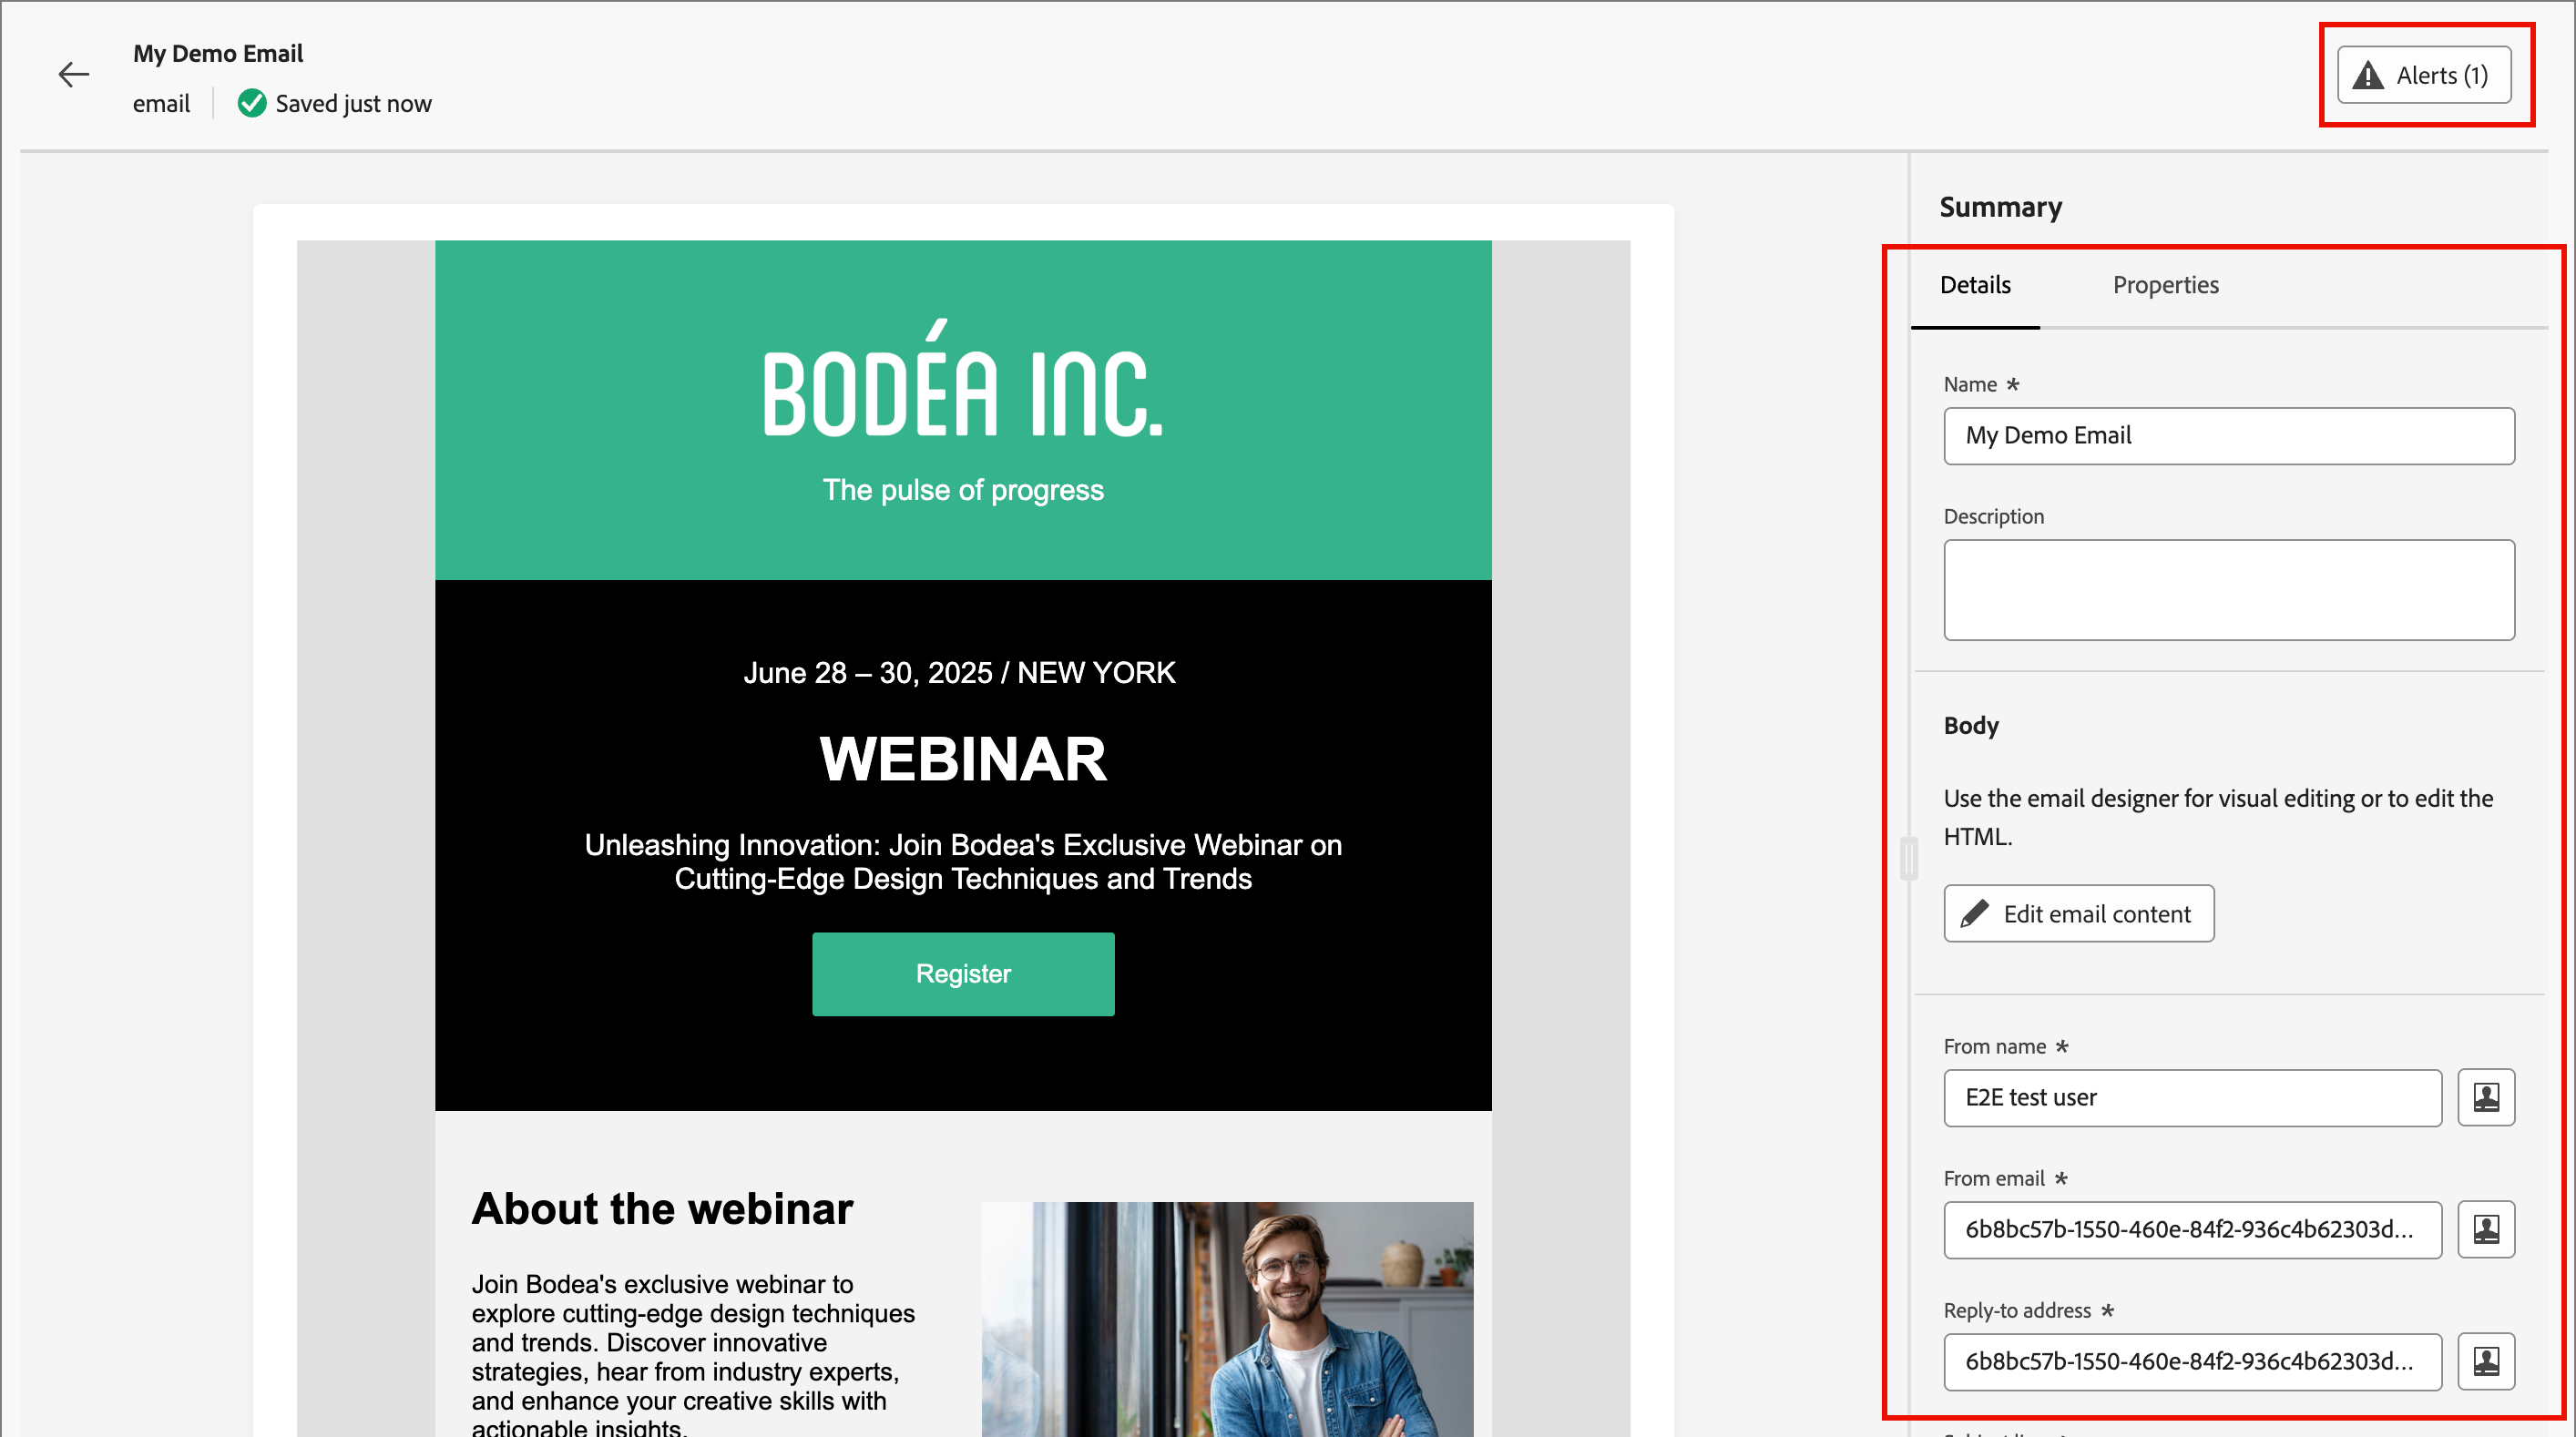 My Demo Email
email
Saved just now
Alerts (1)
BODÉA INC.
The pulse of progress
June 28 – 30, 2025 / NEW YORK
WEBINAR
Unleashing Innovation: Join Bodea's Exclusive Webinar on
Cutting-Edge Design Techniques and Trends
Register
About the webinar
Join Bodea's exclusive webinar to
explore cutting-edge design techniques
and trends. Discover innovative
strategies, hear from industry experts,
and enhance your creative skills with
actionable insights.
Summary
Details
Properties
Name *
My Demo Email
Description
Body
Use the email designer for visual editing or to edit the
HTML.
Edit email content
From name *
E2E test user
From email *
6b8bc57b-1550-460e-84f2-936c4b62303d...
Reply-to address *
6b8bc57b-1550-460e-84f2-936c4b62303d...